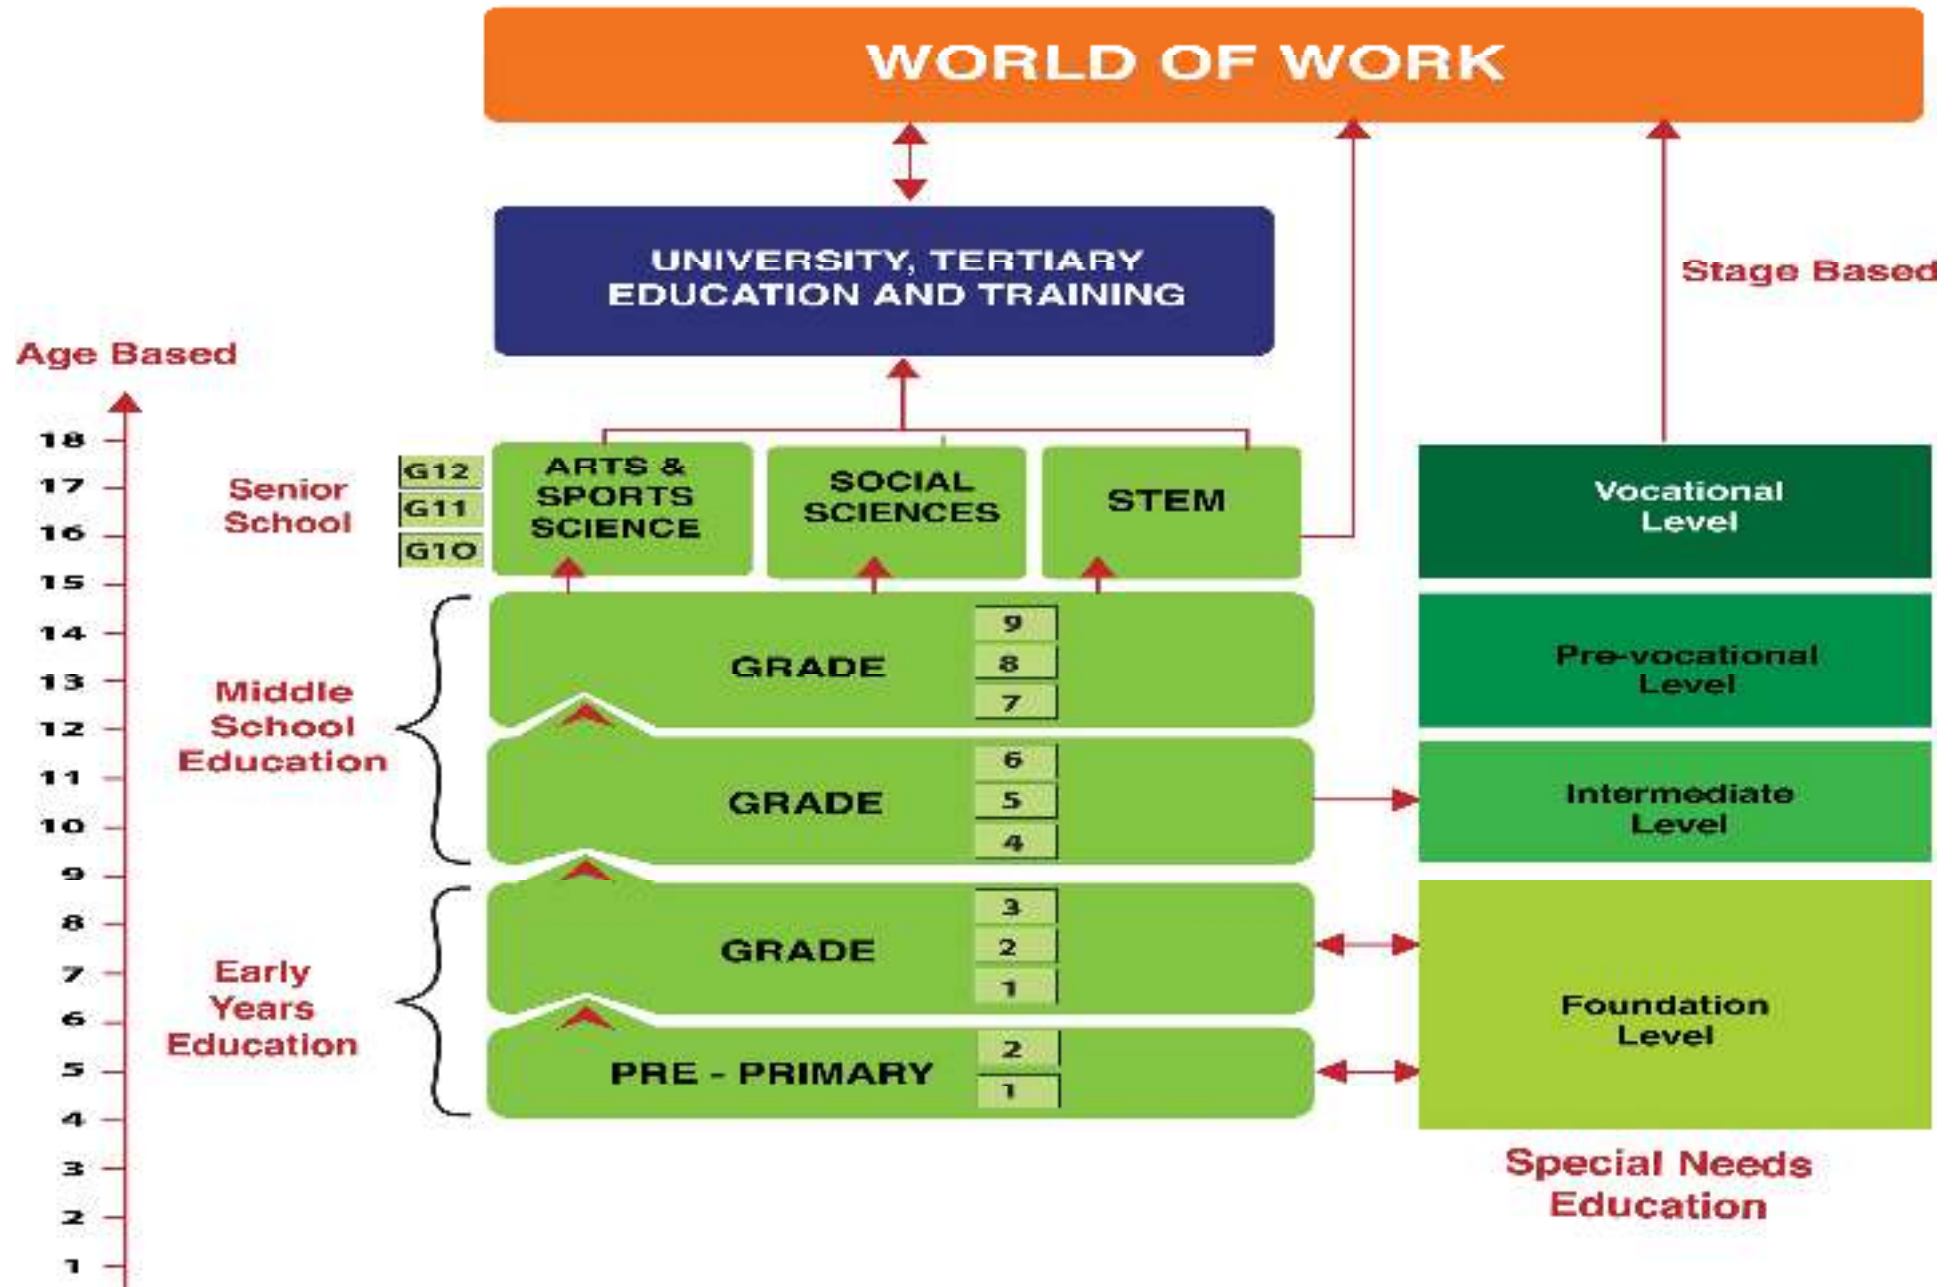 WORLD OF WORK
UNIVERSITY, TERTIARY
EDUCATION AND TRAINING
Stage Based
Age Based
18
17
16
15
14
13
12
11
10
9
8
7
6
5
4
3
2
1
Senior
School
G12
G11
G10
ARTS &
SPORTS
SCIENCE
SOCIAL
SCIENCES
STEM
Vocational
Level
Middle
School
Education
GRADE
9
8
7
Pre-vocational
Level
GRADE
6
5
4
Intermediate
Level
Early
Years
Education
GRADE
3
2
1
PRE - PRIMARY
2
1
Foundation
Level
Special Needs
Education